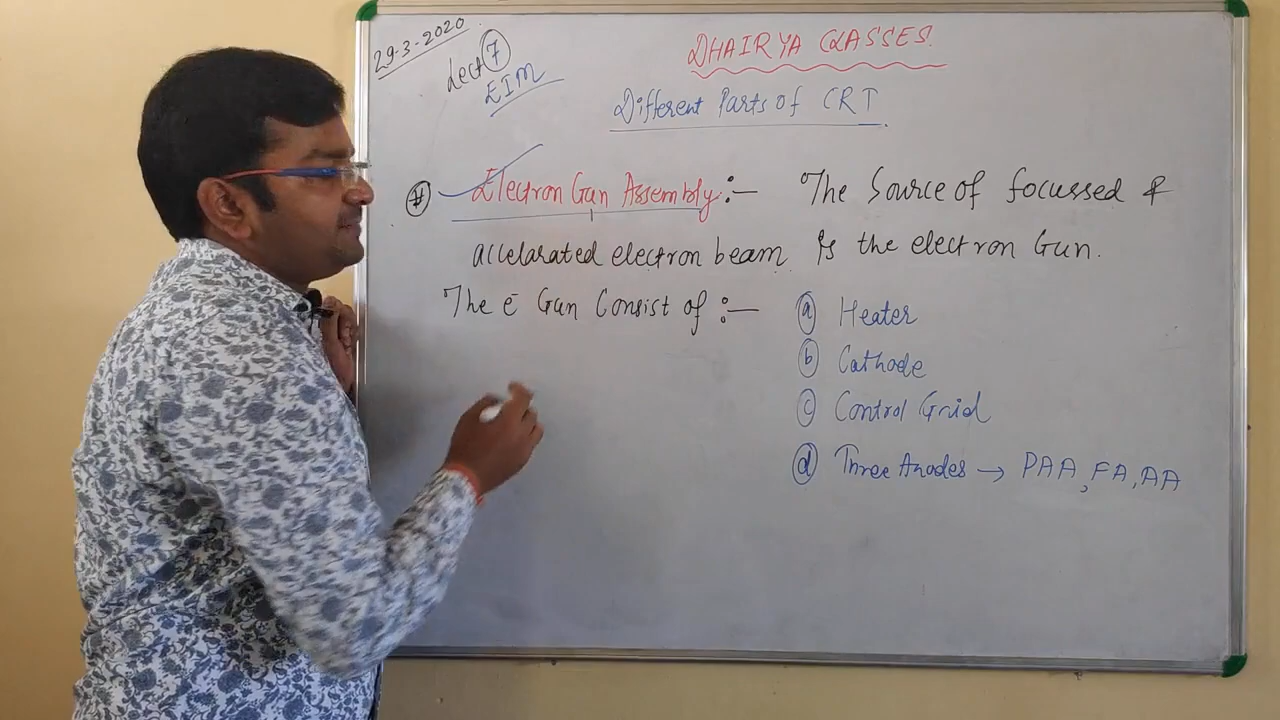 29-3-2020
Lect 7
EIM
DHAIRYA CLASSES.
Different Parts of CRT
# Electron Gun Assembly :- The Source of focussed &
accelarated electron beam is the electron Gun.
The e̅ Gun Consist of :- ⓐ Heater
ⓑ Cathode
ⓒ Control Grid
ⓓ Three Anodes → PAA, FA, AA